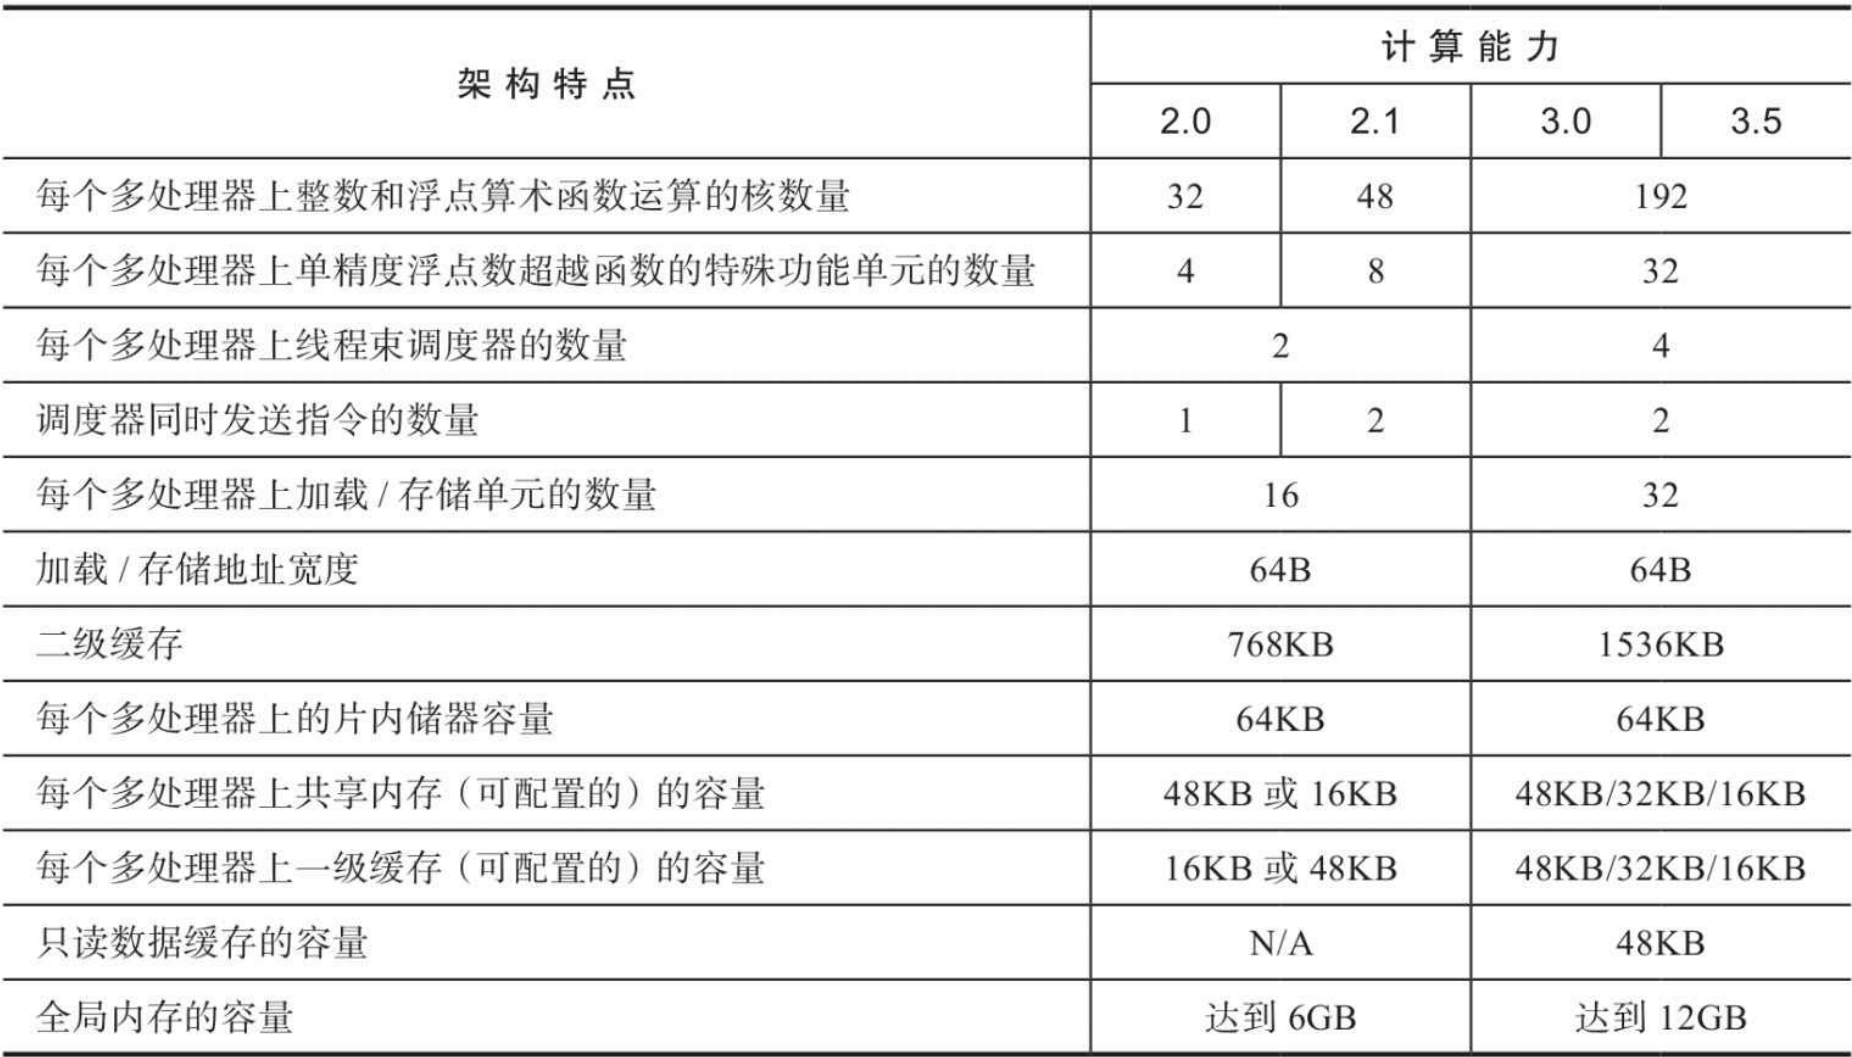 架构特点
计算能力
2.0 2.1 3.0 3.5
每个多处理器上整数和浮点算术函数运算的核数量 32 48 192
每个多处理器上单精度浮点数超越函数的特殊功能单元的数量 4 8 32
每个多处理器上线程束调度器的数量 2 4
调度器同时发送指令的数量 1 2 2
每个多处理器上加载/存储单元的数量 16 32
加载/存储地址宽度 64B 64B
二级缓存 768KB 1536KB
每个多处理器上的片内储器容量 64KB 64KB
每个多处理器上共享内存（可配置的）的容量 48KB 或 16KB 48KB/32KB/16KB
每个多处理器上一级缓存（可配置的）的容量 16KB 或 48KB 48KB/32KB/16KB
只读数据缓存的容量 N/A 48KB
全局内存的容量 达到 6GB 达到 12GB